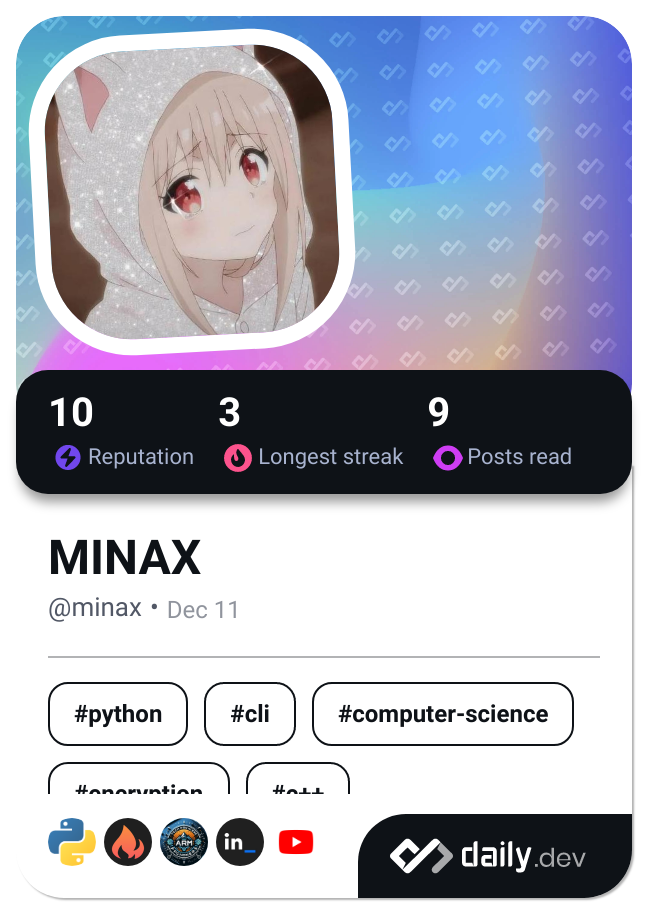 10 3 9
Reputation Longest streak Posts read
MINAX
@minax • Dec 11
#python #cli #computer-science
#encryption #c++
ARM in_
daily.dev